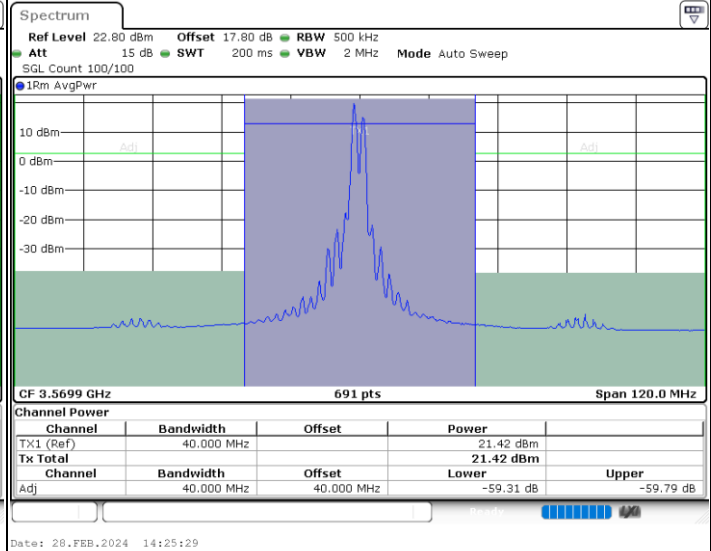 Spectrum
Ref Level 22.80 dBm Offset 17.80 dB RBW 500 kHz
Att 15 dB SWT 200 ms VBW 2 MHz Mode Auto Sweep
SGL Count 100/100
1Rm AvgPwr
10 dBm
Adj Adj
0 dBm
-10 dBm
-20 dBm
-30 dBm
CF 3.5699 GHz 691 pts Span 120.0 MHz
Channel Power
Channel Bandwidth Offset Power
TX1 (Ref) 40.000 MHz 21.42 dBm
Tx Total 21.42 dBm
Channel Bandwidth Offset Lower Upper
Adj 40.000 MHz 40.000 MHz -59.31 dB -59.79 dB
Ready
Date: 28.FEB.2024 14:25:29